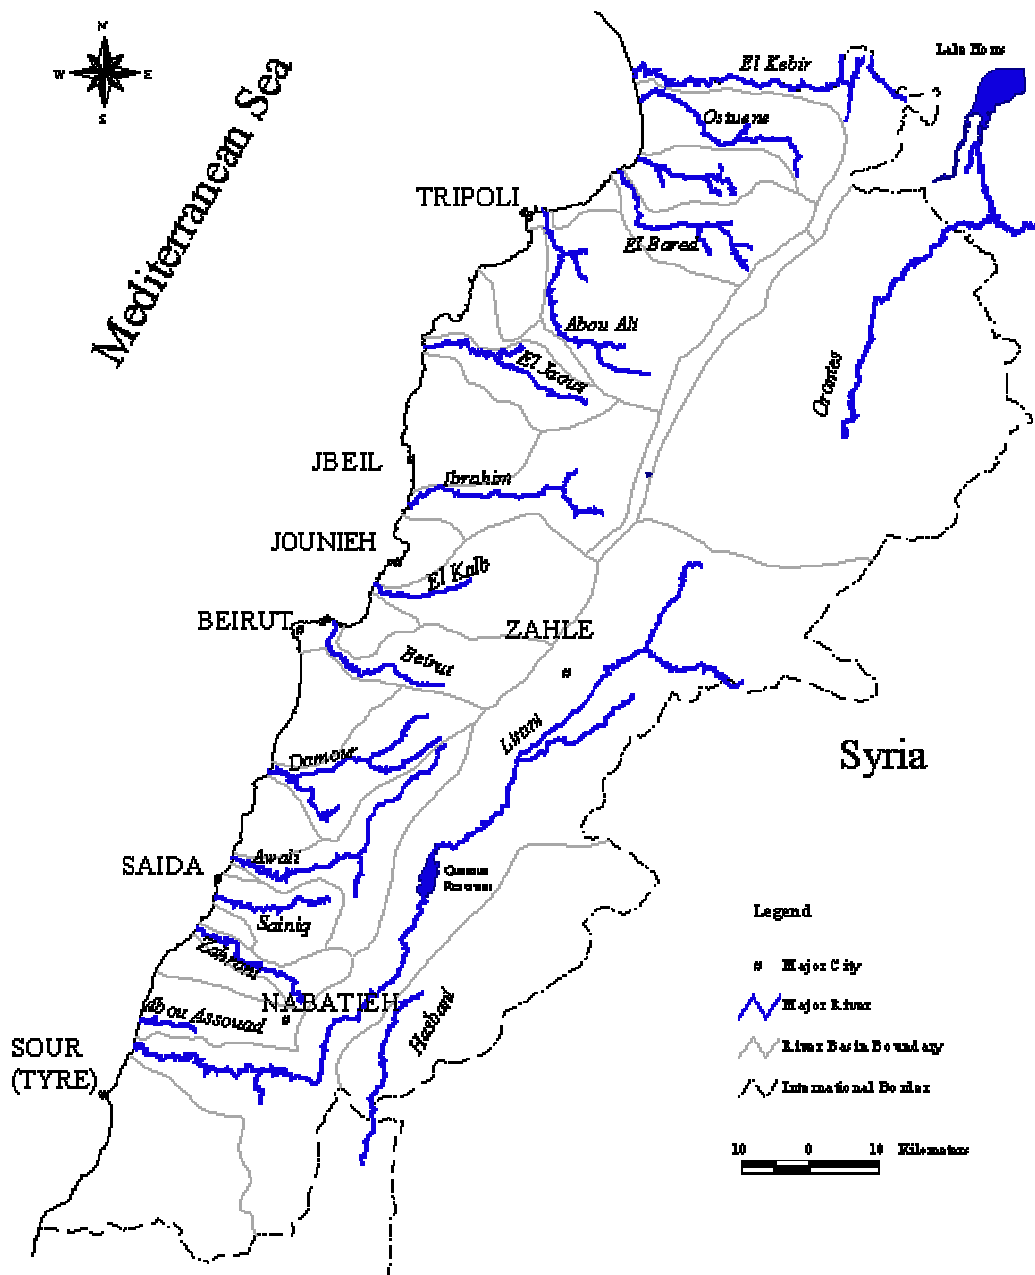 N
W
E
S
Mediterranean Sea
El Kebir
Lake Homs
Ostuene
TRIPOLI
El Bared
Abou Ali
El Jaouz
Orontes
JBEIL
Ibrahim
JOUNIEH
El Kalb
BEIRUT
ZAHLE
Beirut
Litani
Damour
Syria
SAIDA
Awali
Sainiq
Zahrani
NABATIEH
Abou Assouad
Hasbani
SOUR
(TYRE)
Legend
Major City
Major River
River Basin Boundary
International Border
10 0 10 Kilometers